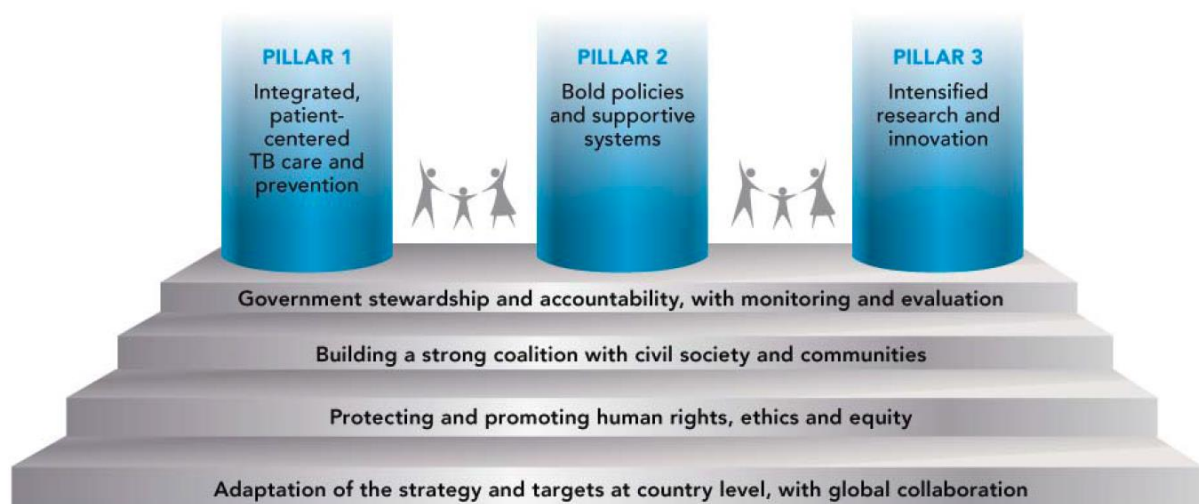 PILLAR 1
Integrated,
patient-
centered
TB care and
prevention
PILLAR 2
Bold policies
and supportive
systems
PILLAR 3
Intensified
research and
innovation
Government stewardship and accountability, with monitoring and evaluation
Building a strong coalition with civil society and communities
Protecting and promoting human rights, ethics and equity
Adaptation of the strategy and targets at country level, with global collaboration